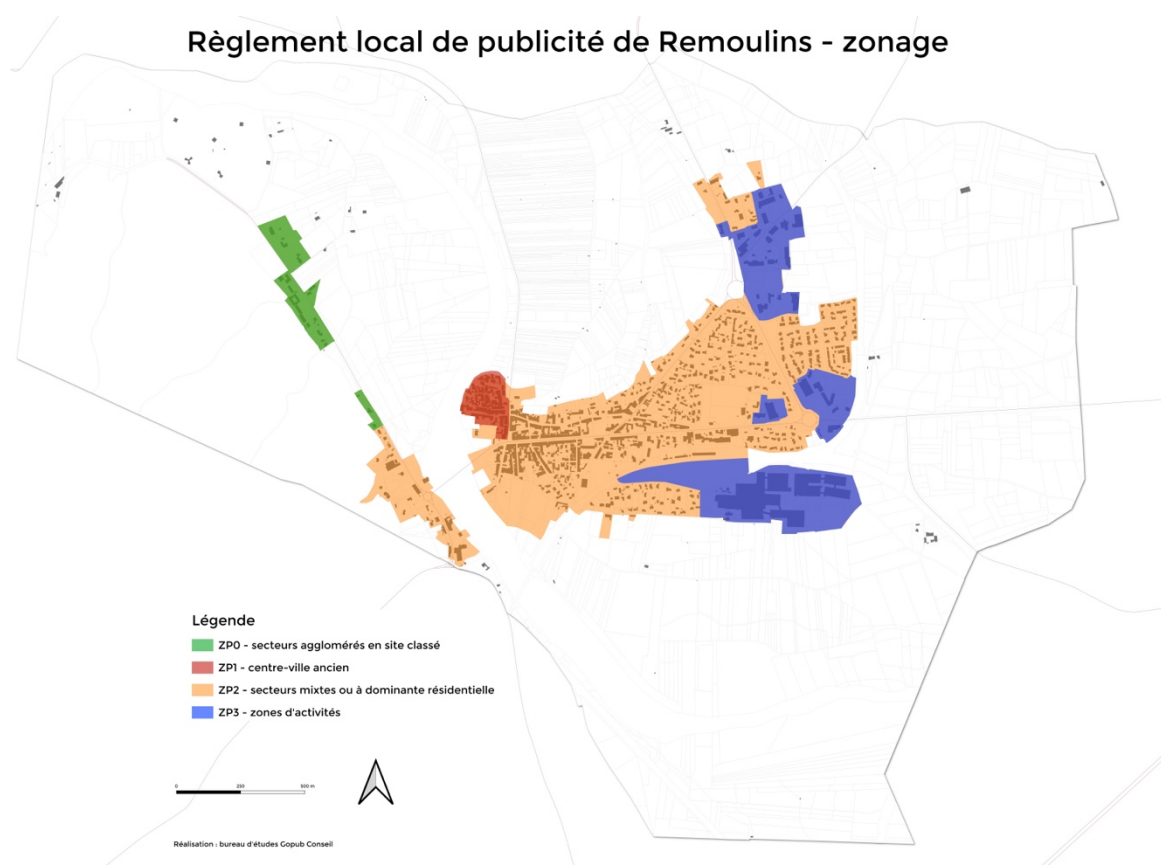 Règlement local de publicité de Remoulins - zonage
Légende
ZP0 - secteurs agglomérés en site classé
ZP1 - centre-ville ancien
ZP2 - secteurs mixtes ou à dominante résidentielle
ZP3 - zones d'activités
0 250 500 m
Réalisation : bureau d'études Gopub Conseil